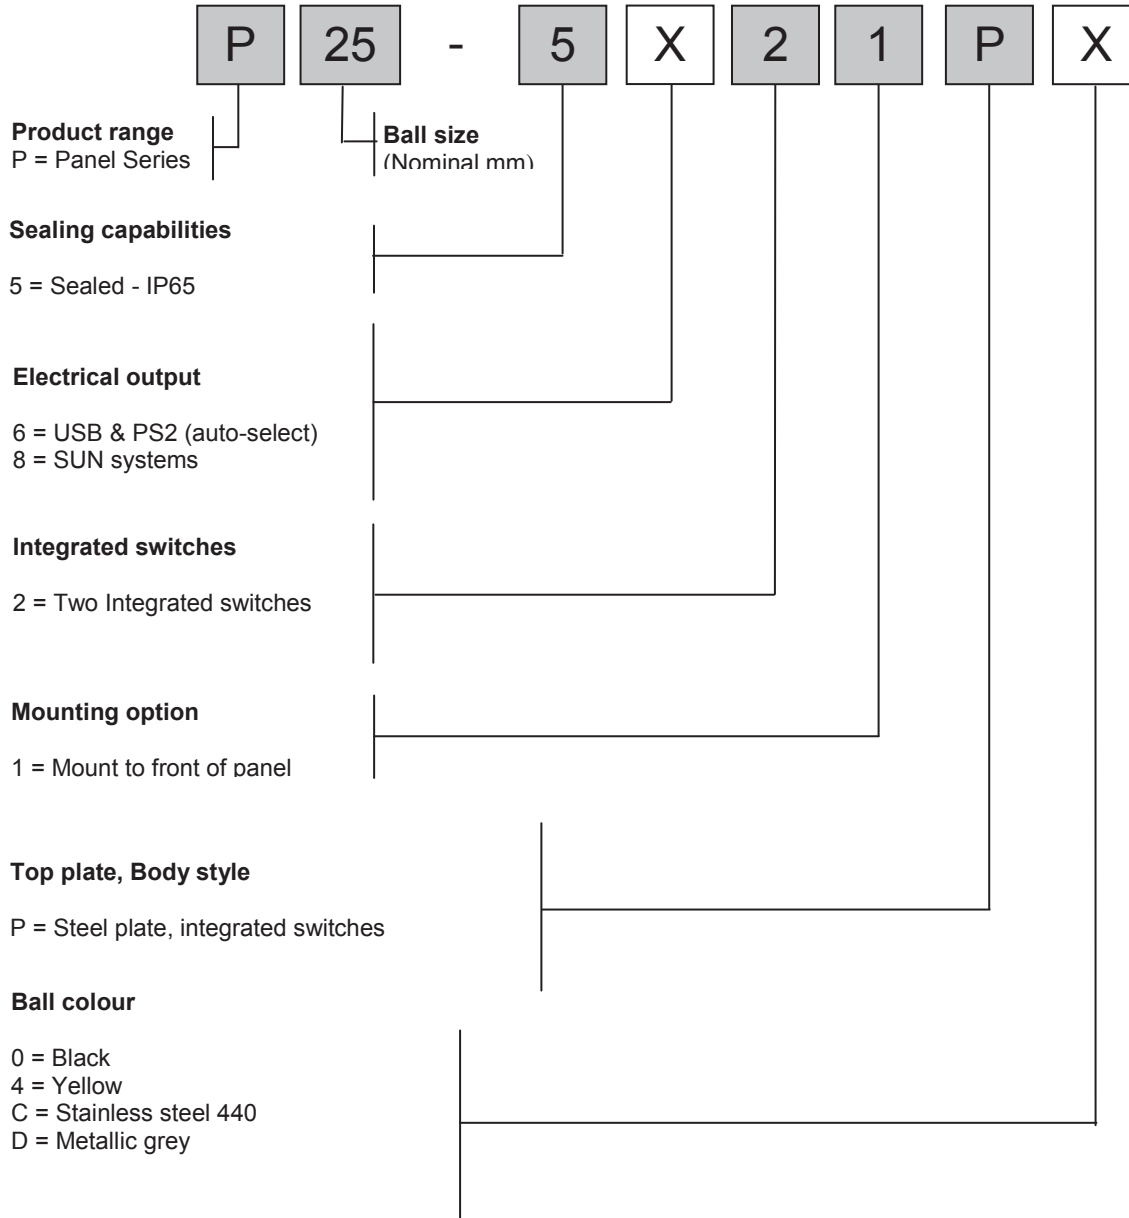 P 25 - 5 X 2 1 P X
Product range
P = Panel Series
Ball size
(Nominal mm)
Sealing capabilities
5 = Sealed - IP65
Electrical output
6 = USB & PS2 (auto-select)
8 = SUN systems
Integrated switches
2 = Two Integrated switches
Mounting option
1 = Mount to front of panel
Top plate, Body style
P = Steel plate, integrated switches
Ball colour
0 = Black
4 = Yellow
C = Stainless steel 440
D = Metallic grey